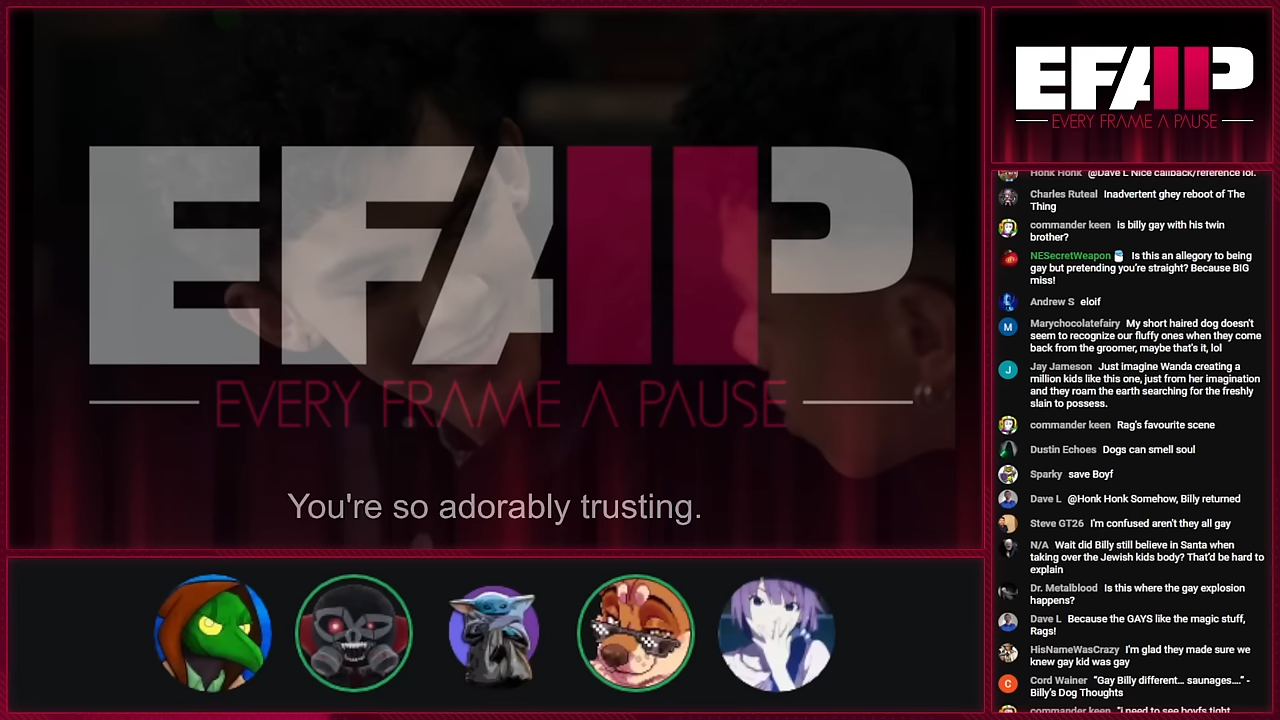 EFAP
EVERY FRAME A PAUSE
You're so adorably trusting.
EFAP
EVERY FRAME A PAUSE
Honk Honk @Dave L Nice callback/reference lol.
Charles Ruteal Inadvertent ghey reboot of The
Thing
commander keen is billy gay with his twin
brother?
NESecretWeapon Is this an allegory to being
gay but pretending you're straight? Because BIG
miss!
Andrew S eloif
M
Marychocolatefairy My short haired dog doesn't
seem to recognize our fluffy ones when they come
back from the groomer, maybe that's it, lol
J
Jay Jameson Just imagine Wanda creating a
million kids like this one, just from her imagination
and they roam the earth searching for the freshly
slain to possess.
commander keen Rag's favourite scene
Dustin Echoes Dogs can smell soul
Sparky save Boyf
Dave L @Honk Honk Somehow, Billy returned
Steve GT26 I'm confused aren't they all gay
N/A Wait did Billy still believe in Santa when
taking over the Jewish kids body? That'd be hard to
explain
Dr. Metalblood Is this where the gay explosion
happens?
Dave L Because the GAYS like the magic stuff,
Rags!
HisNameWasCrazy I'm glad they made sure we
knew gay kid was gay
C
Cord Wainer "Gay Billy different... saunages...." -
Billy's Dog Thoughts
commander keen "i need to see boyfs tight